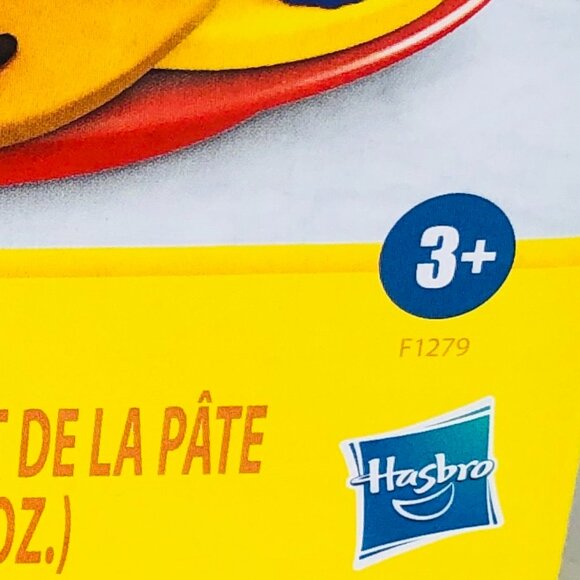 3+
F1279
DE LA PÂTE
OZ.)
Hasbro